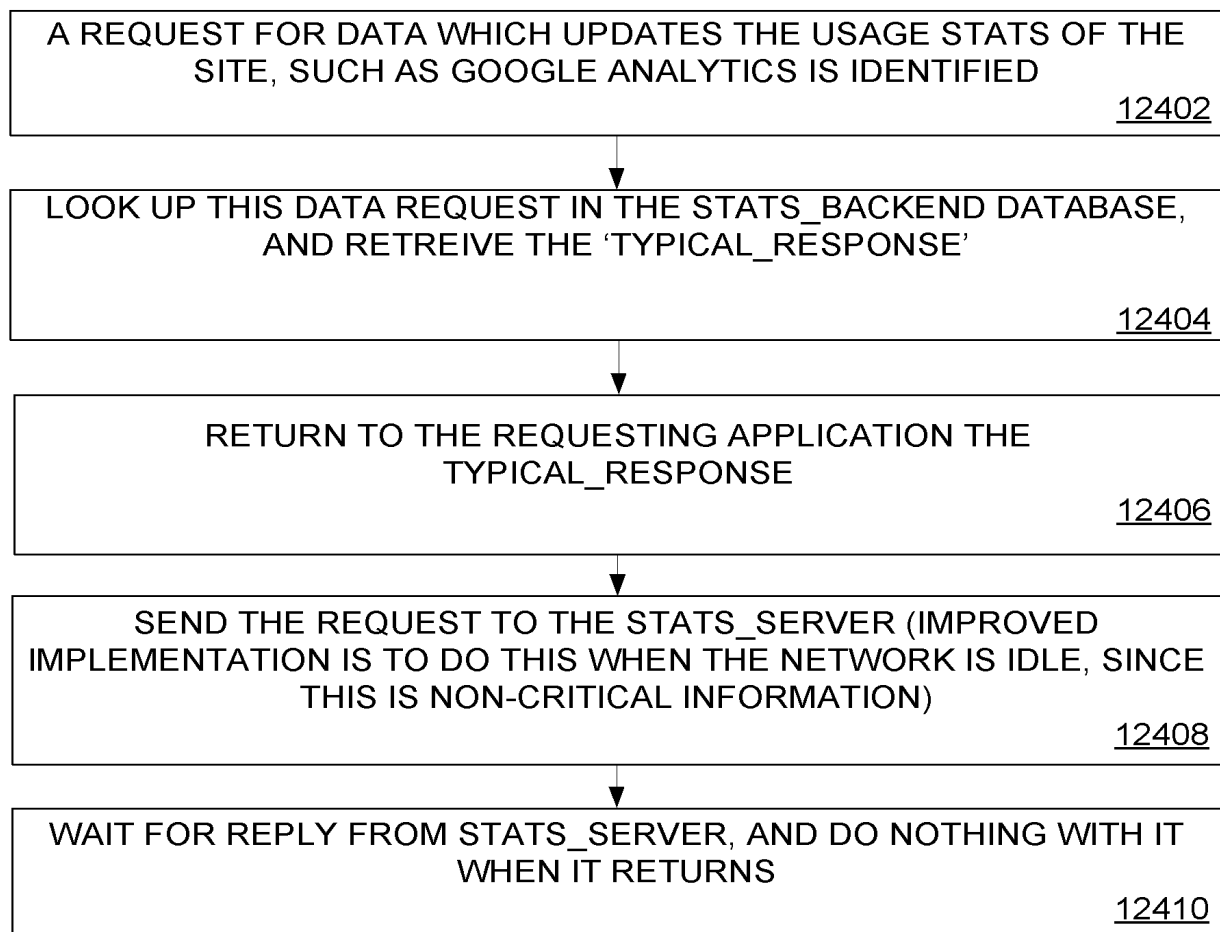 A REQUEST FOR DATA WHICH UPDATES THE USAGE STATS OF THE
SITE, SUCH AS GOOGLE ANALYTICS IS IDENTIFIED
12402
LOOK UP THIS DATA REQUEST IN THE STATS_BACKEND DATABASE,
AND RETREIVE THE ‘TYPICAL_RESPONSE’
12404
RETURN TO THE REQUESTING APPLICATION THE
TYPICAL_RESPONSE
12406
SEND THE REQUEST TO THE STATS_SERVER (IMPROVED
IMPLEMENTATION IS TO DO THIS WHEN THE NETWORK IS IDLE, SINCE
THIS IS NON-CRITICAL INFORMATION)
12408
WAIT FOR REPLY FROM STATS_SERVER, AND DO NOTHING WITH IT
WHEN IT RETURNS
12410